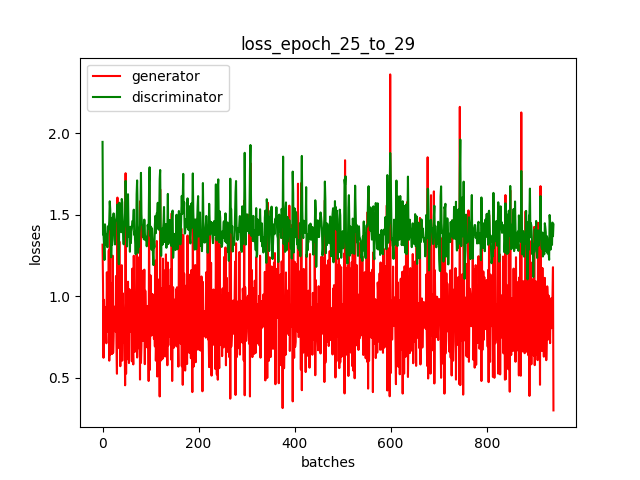 loss_epoch_25_to_29
generator
discriminator
losses
2.0
1.5
1.0
0.5
0 200 400 600 800
batches